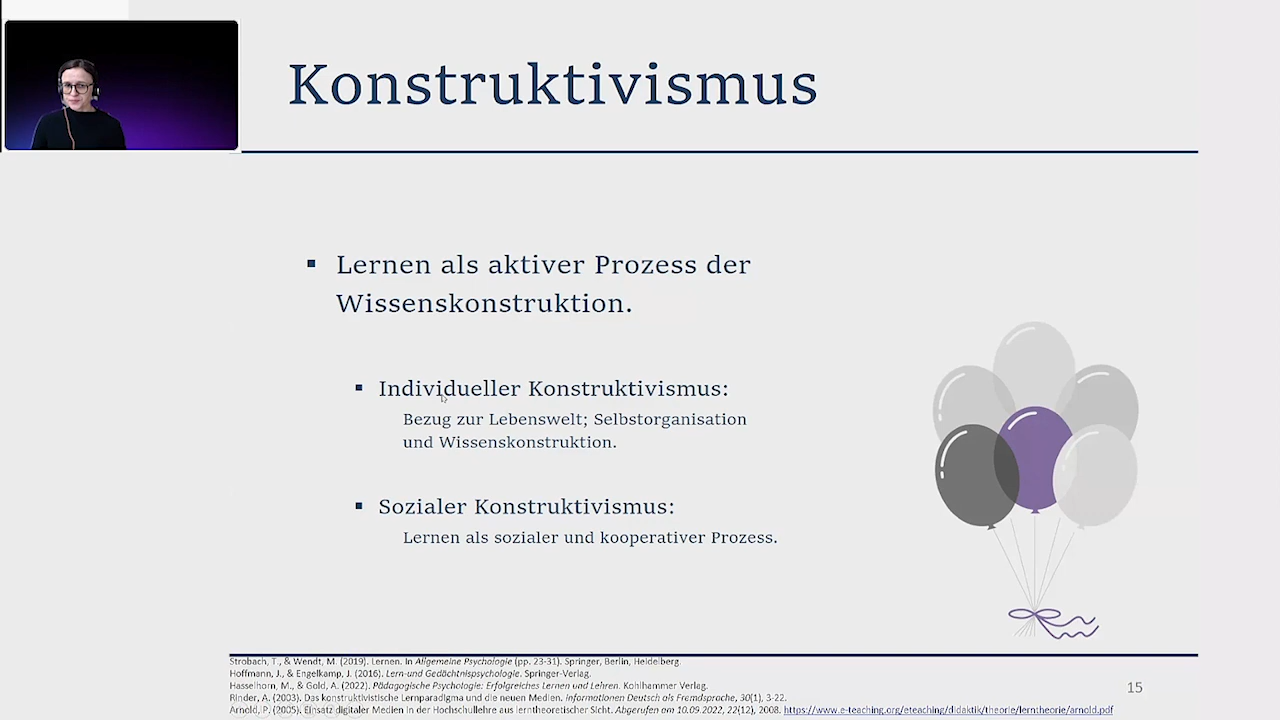 Konstruktivismus
Lernen als aktiver Prozess der
Wissenskonstruktion.
Individueller Konstruktivismus:
Bezug zur Lebenswelt; Selbstorganisation
und Wissenskonstruktion.
Sozialer Konstruktivismus:
Lernen als sozialer und kooperativer Prozess.
Strobach, T., & Wendt, M. (2019). Lernen. In Allgemeine Psychologie (pp. 23-31). Springer, Berlin, Heidelberg.
Hoffmann, J., & Engelkamp, J. (2016). Lern-und Gedächtnispsychologie. Springer-Verlag.
Hasselhorn, M., & Gold, A. (2022). Pädagogische Psychologie: Erfolgreiches Lernen und Lehren. Kohlhammer Verlag.
Rinder, A. (2003). Das konstruktivistische Lernparadigma und die neuen Medien. Informationen Deutsch als Fremdsprache, 30(1), 3-22.
Arnold, P. (2005). Einsatz digitaler Medien in der Hochschullehre aus lerntheoretischer Sicht. Abgerufen am 10.09.2022, 22(12), 2008. https://www.e-teaching.org/eteaching/didaktik/theorie/lerntheorie/arnold.pdf
15